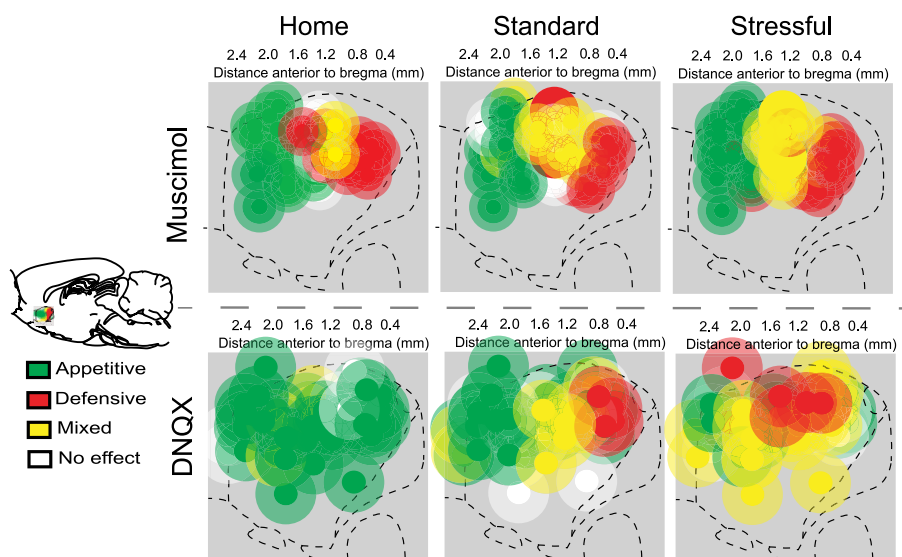 Home Standard Stressful
2.4 2.0 1.6 1.2 0.8 0.4 2.4 2.0 1.6 1.2 0.8 0.4 2.4 2.0 1.6 1.2 0.8 0.4
Distance anterior to bregma (mm) Distance anterior to bregma (mm) Distance anterior to bregma (mm)
Muscimol
2.4 2.0 1.6 1.2 0.8 0.4 2.4 2.0 1.6 1.2 0.8 0.4 2.4 2.0 1.6 1.2 0.8 0.4
Distance anterior to bregma (mm) Distance anterior to bregma (mm) Distance anterior to bregma (mm)
DNQX
Appetitive
Defensive
Mixed
No effect